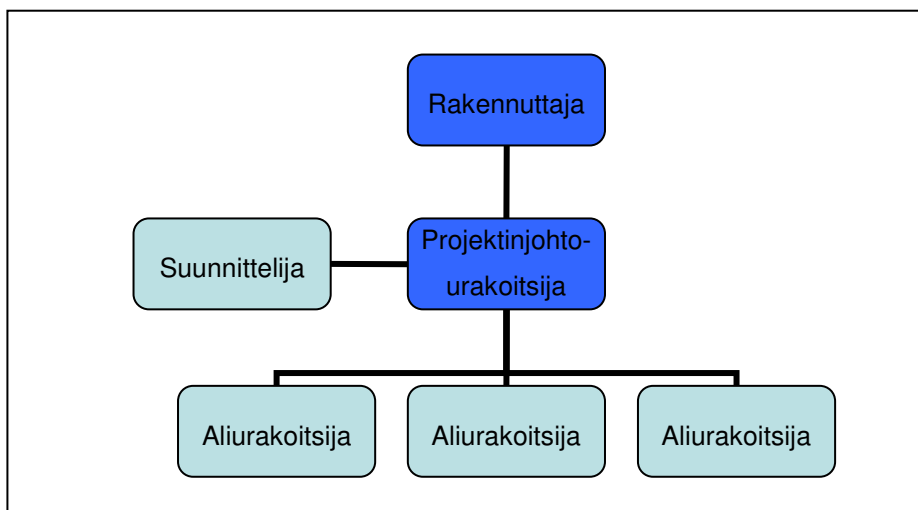 Rakennuttaja
Suunnittelija
Projektinjohto-
urakoitsija
Aliurakoitsija
Aliurakoitsija
Aliurakoitsija